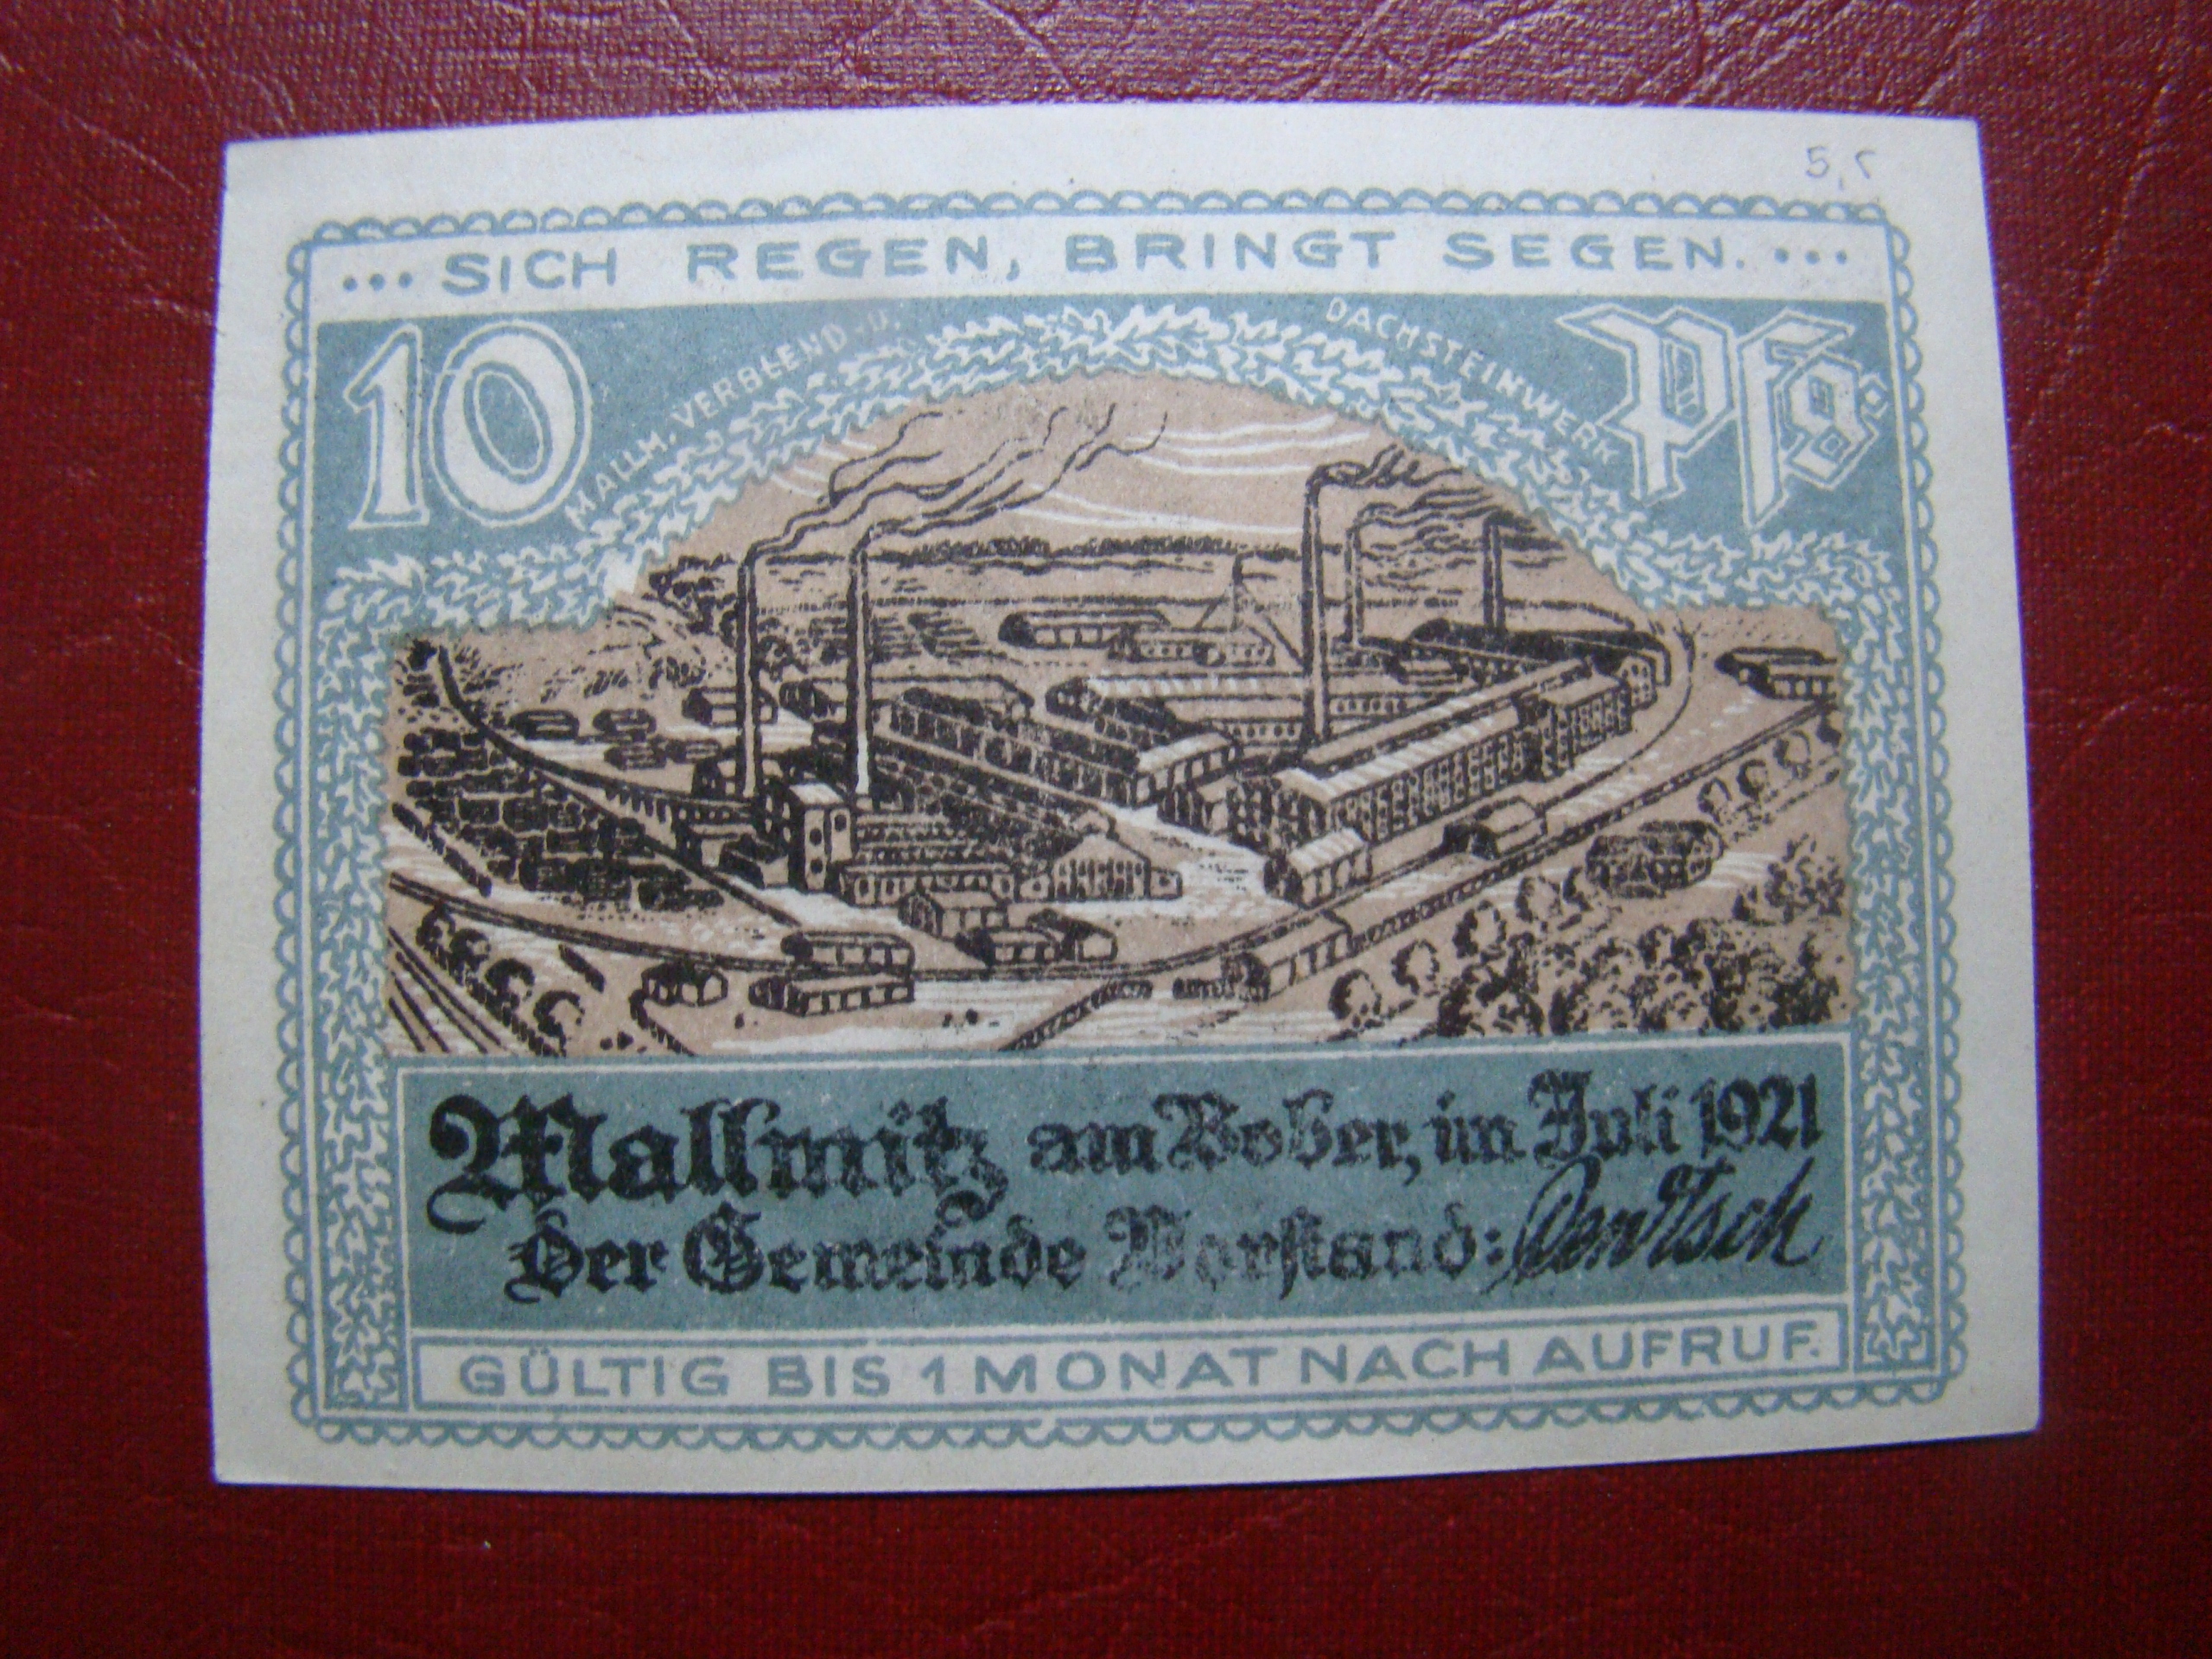 5,5
... SICH REGEN, BRINGT SEGEN. ...
10
MALLM. VERBLEND- U. DACHSTEINWERK
Pfg.
Mallmitz am Bober, im Juli 1921
Der Gemeinde Vorstand:
GÜLTIG BIS 1 MONAT NACH AUFRUF.